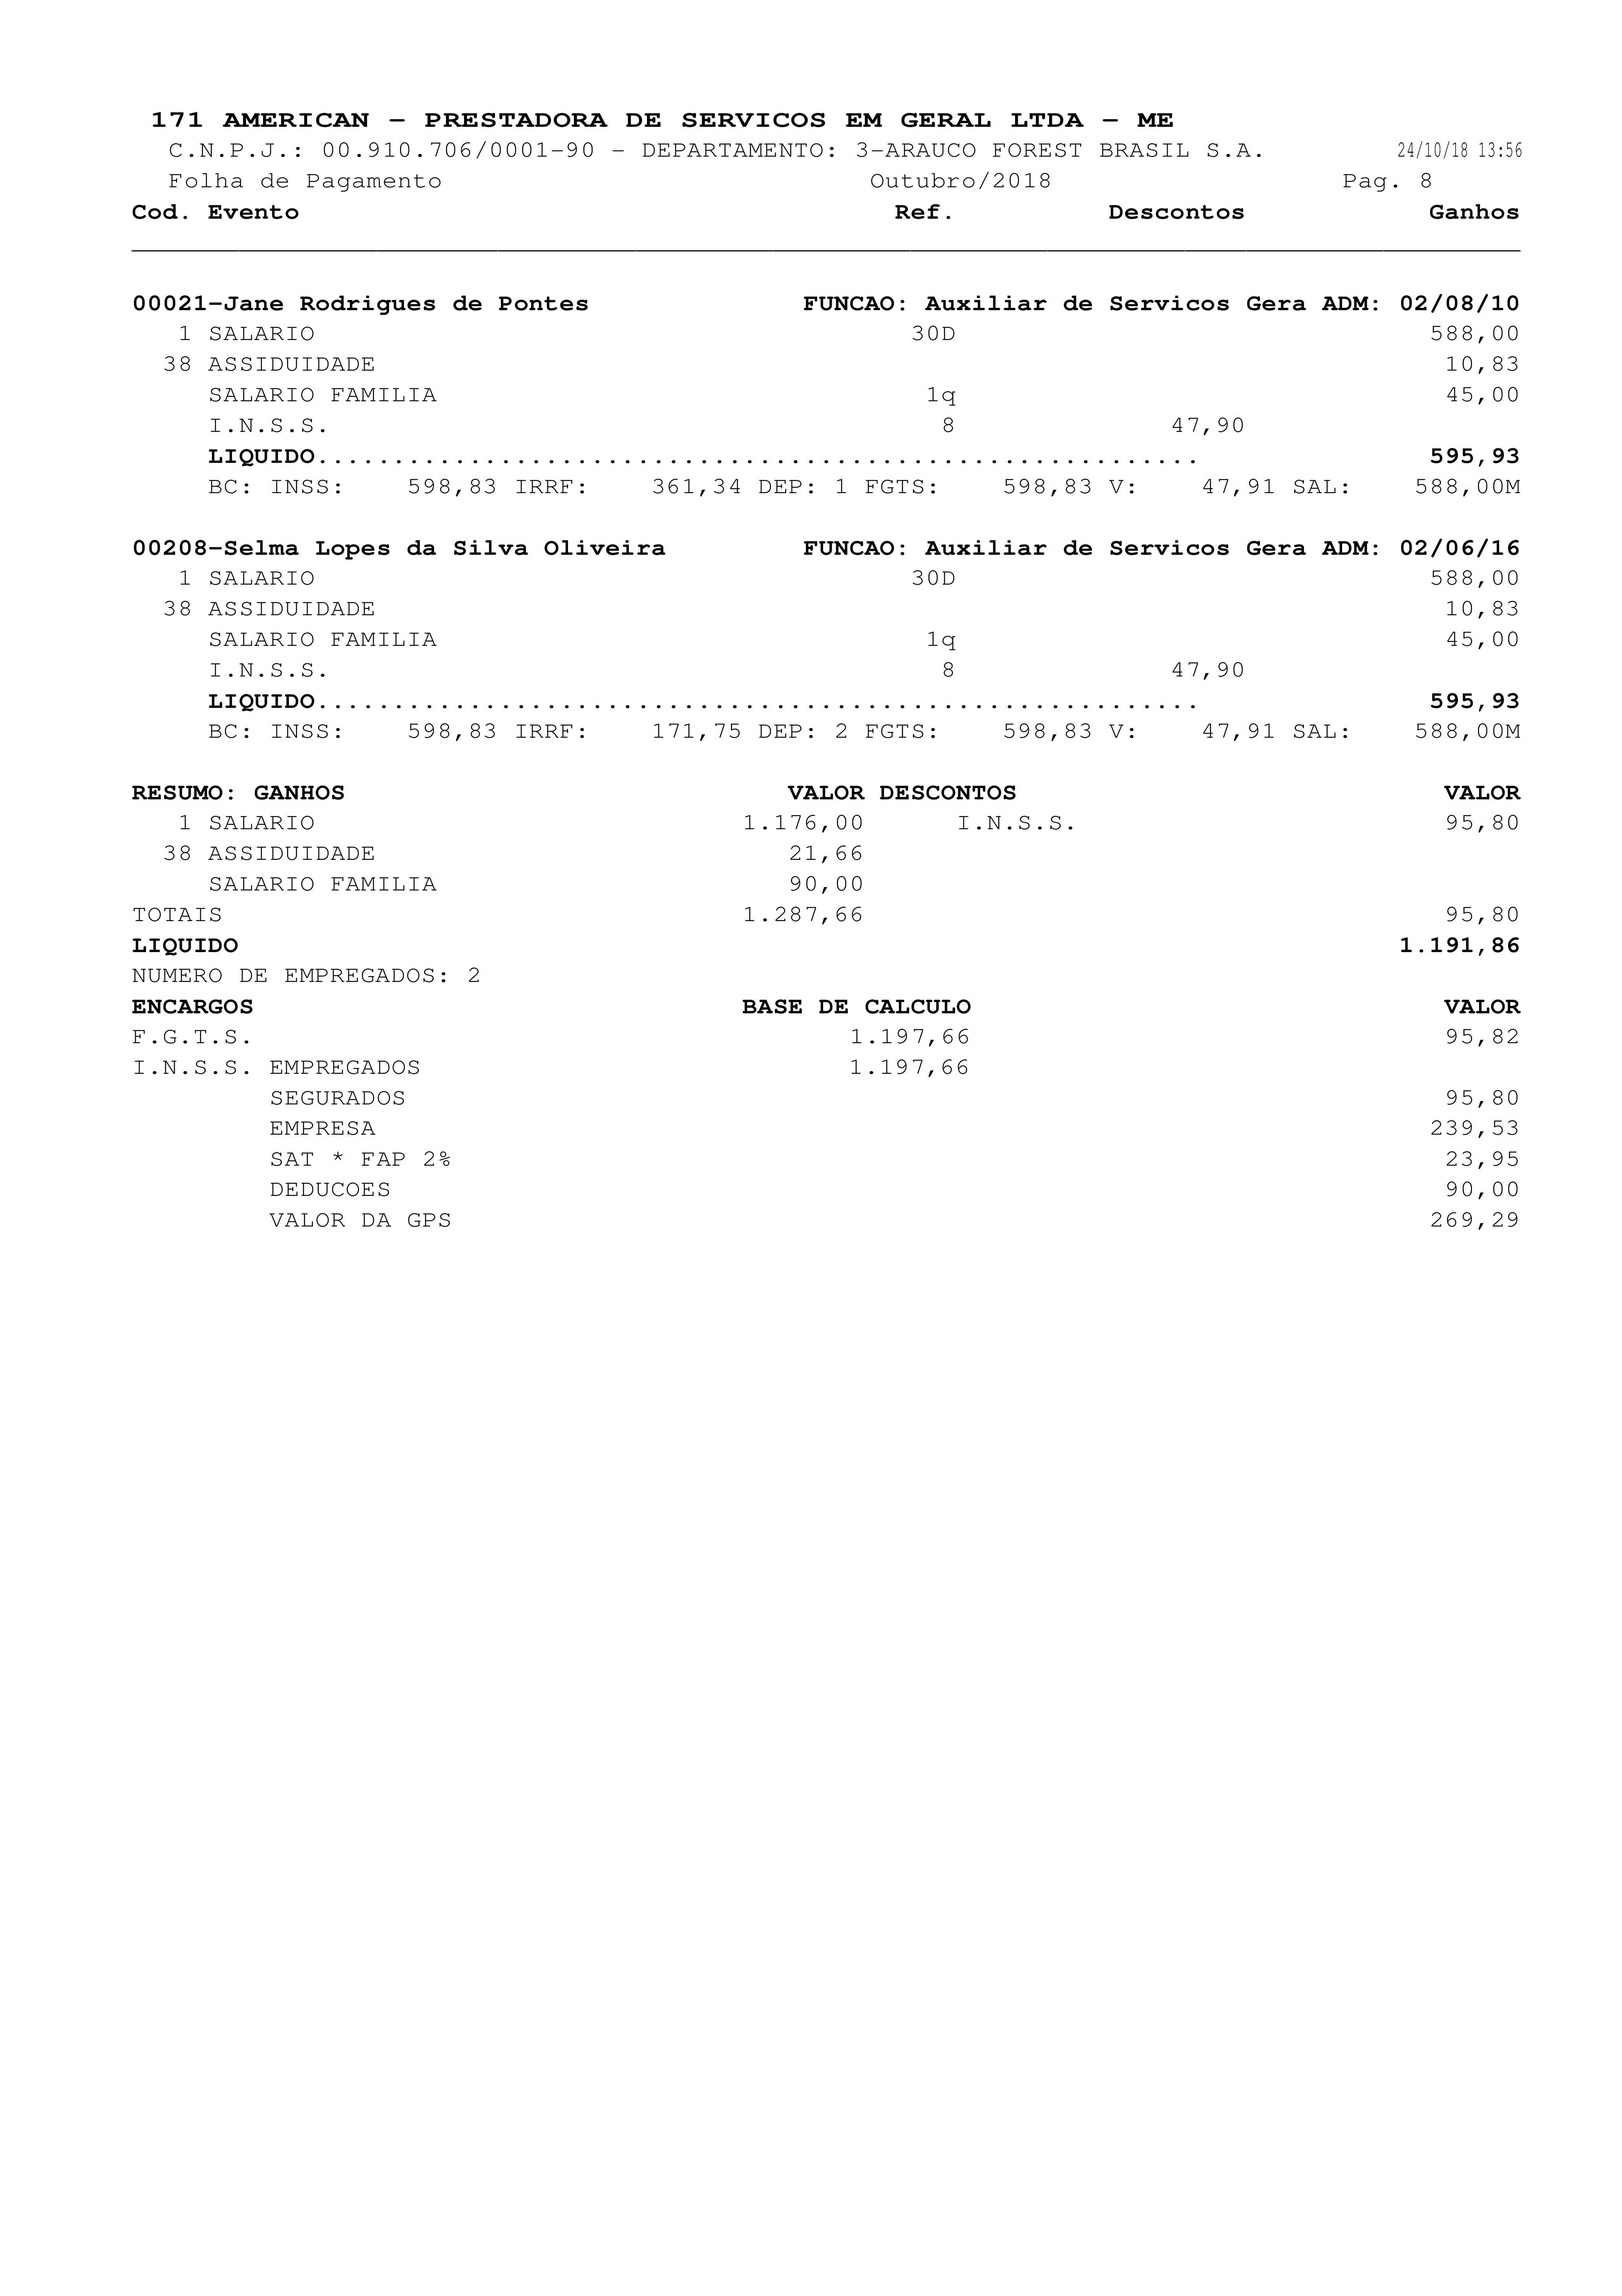 171 AMERICAN - PRESTADORA DE SERVICOS EM GERAL LTDA - ME
C.N.P.J.: 00.910.706/0001-90 - DEPARTAMENTO: 3-ARAUCO FOREST BRASIL S.A. 24/10/18 13:56
Folha de Pagamento Outubro/2018 Pag. 8
Cod. Evento Ref. Descontos Ganhos
00021-Jane Rodrigues de Pontes FUNCAO: Auxiliar de Servicos Gera ADM: 02/08/10
1 SALARIO 30D 588,00
38 ASSIDUIDADE 10,83
SALARIO FAMILIA 1q 45,00
I.N.S.S. 8 47,90
LIQUIDO.......................................................... 595,93
BC: INSS: 598,83 IRRF: 361,34 DEP: 1 FGTS: 598,83 V: 47,91 SAL: 588,00M
00208-Selma Lopes da Silva Oliveira FUNCAO: Auxiliar de Servicos Gera ADM: 02/06/16
1 SALARIO 30D 588,00
38 ASSIDUIDADE 10,83
SALARIO FAMILIA 1q 45,00
I.N.S.S. 8 47,90
LIQUIDO.......................................................... 595,93
BC: INSS: 598,83 IRRF: 171,75 DEP: 2 FGTS: 598,83 V: 47,91 SAL: 588,00M
RESUMO: GANHOS VALOR DESCONTOS VALOR
1 SALARIO 1.176,00 I.N.S.S. 95,80
38 ASSIDUIDADE 21,66
SALARIO FAMILIA 90,00
TOTAIS 1.287,66 95,80
LIQUIDO 1.191,86
NUMERO DE EMPREGADOS: 2
ENCARGOS BASE DE CALCULO VALOR
F.G.T.S. 1.197,66 95,82
I.N.S.S. EMPREGADOS 1.197,66
SEGURADOS 95,80
EMPRESA 239,53
SAT * FAP 2% 23,95
DEDUCOES 90,00
VALOR DA GPS 269,29